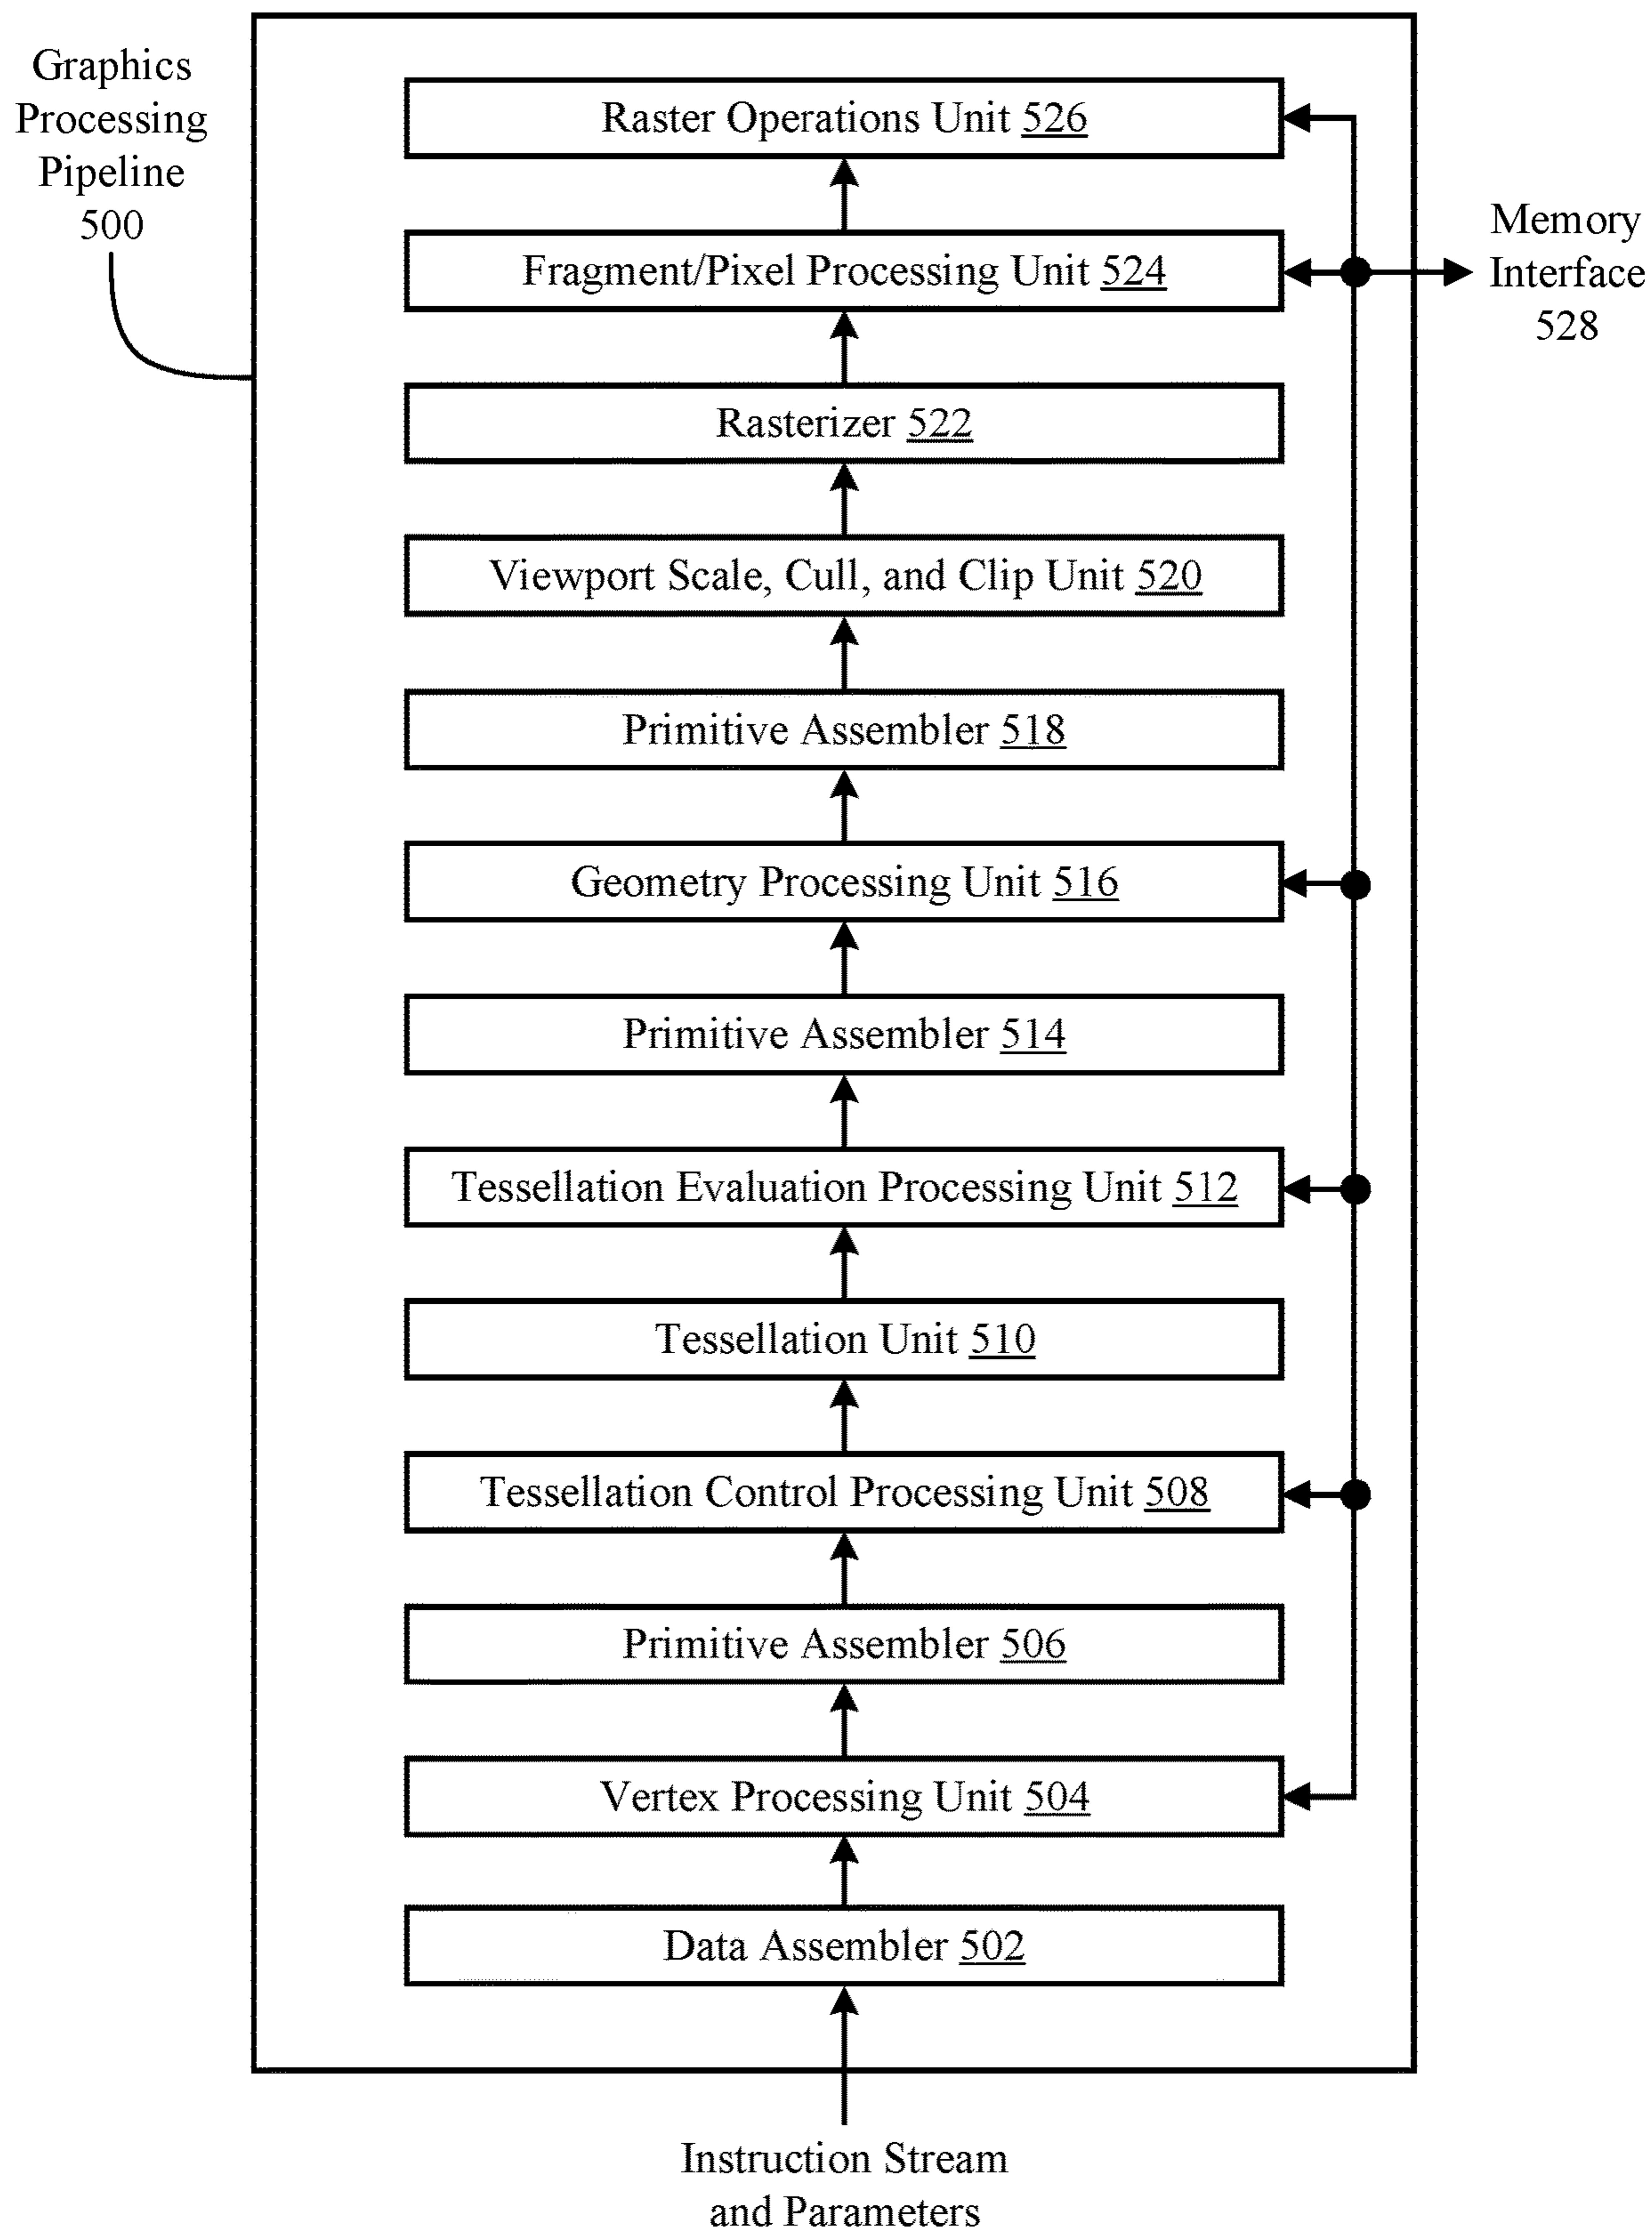 Graphics
Processing
Pipeline
500
Raster Operations Unit 526
Fragment/Pixel Processing Unit 524
Memory
Interface
528
Rasterizer 522
Viewport Scale, Cull, and Clip Unit 520
Primitive Assembler 518
Geometry Processing Unit 516
Primitive Assembler 514
Tessellation Evaluation Processing Unit 512
Tessellation Unit 510
Tessellation Control Processing Unit 508
Primitive Assembler 506
Vertex Processing Unit 504
Data Assembler 502
Instruction Stream
and Parameters